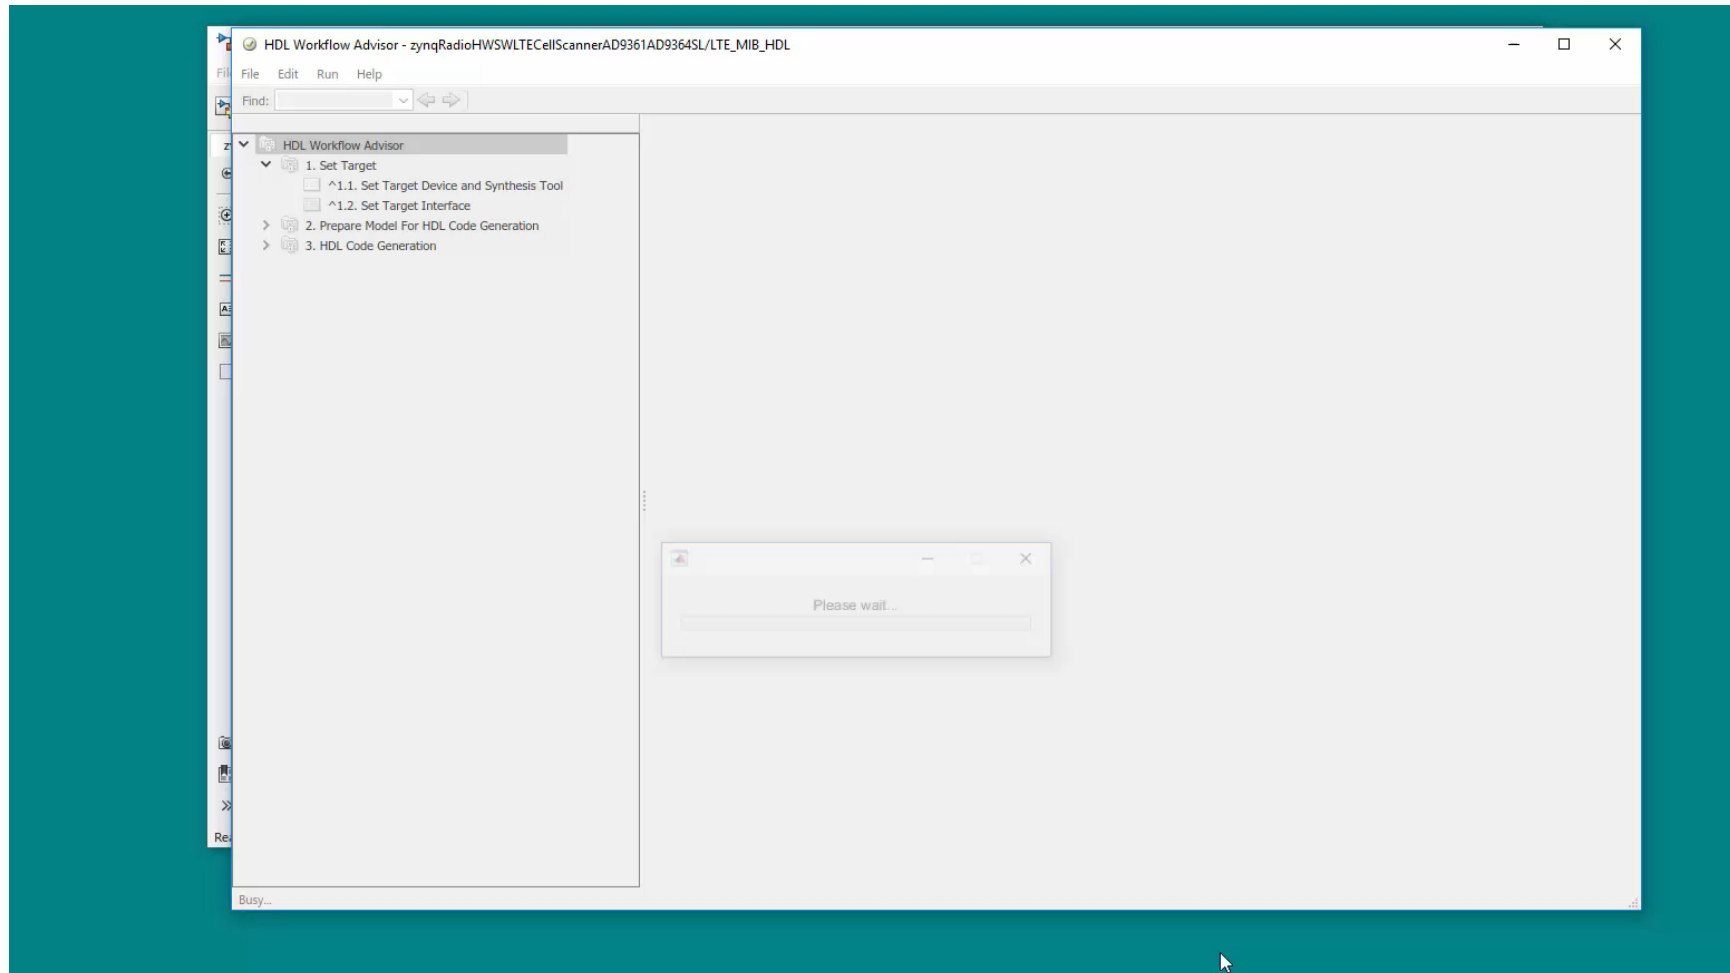 HDL Workflow Advisor - zynqRadioHWSWLTECellScannerAD9361AD9364SL/LTE_MIB_HDL
File Edit Run Help
Find:
HDL Workflow Advisor
1. Set Target
^1.1. Set Target Device and Synthesis Tool
^1.2. Set Target Interface
2. Prepare Model For HDL Code Generation
3. HDL Code Generation
Please wait...
Busy...